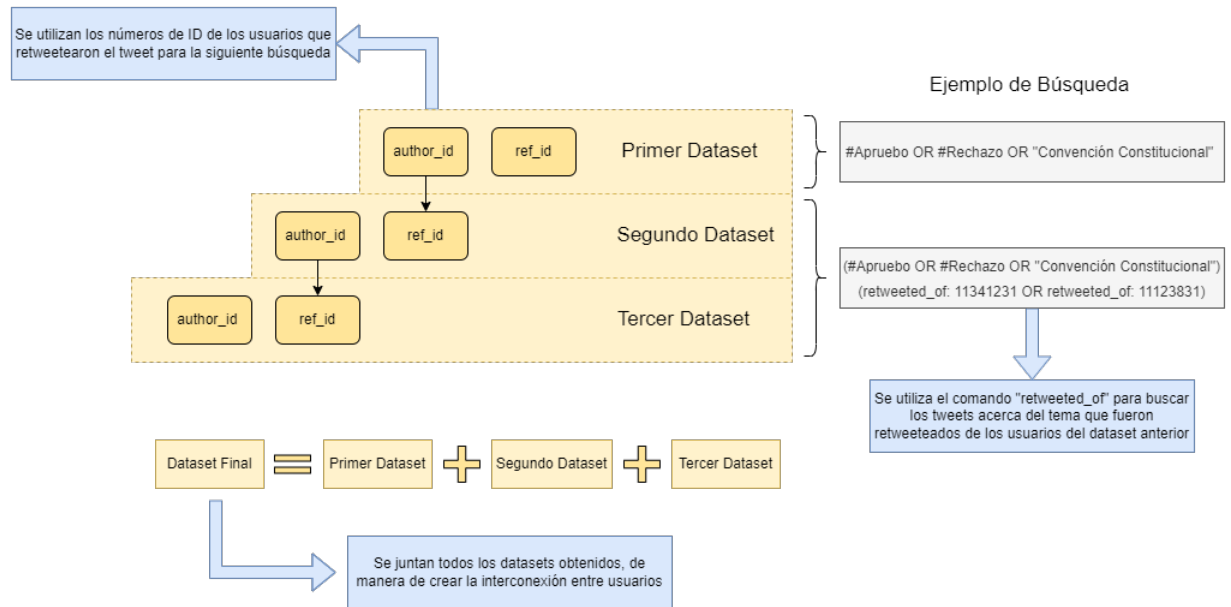 Se utilizan los números de ID de los usuarios que
retweetearon el tweet para la siguiente búsqueda
Ejemplo de Búsqueda
author_id
ref_id
Primer Dataset
#Apruebo OR #Rechazo OR "Convención Constitucional"
author_id
ref_id
Segundo Dataset
(#Apruebo OR #Rechazo OR "Convención Constitucional")
(retweeted_of: 11341231 OR retweeted_of: 11123831)
author_id
ref_id
Tercer Dataset
Se utiliza el comando "retweeted_of" para buscar
los tweets acerca del tema que fueron
retweeteados de los usuarios del dataset anterior
Dataset Final
Primer Dataset
Segundo Dataset
Tercer Dataset
Se juntan todos los datasets obtenidos, de
manera de crear la interconexión entre usuarios